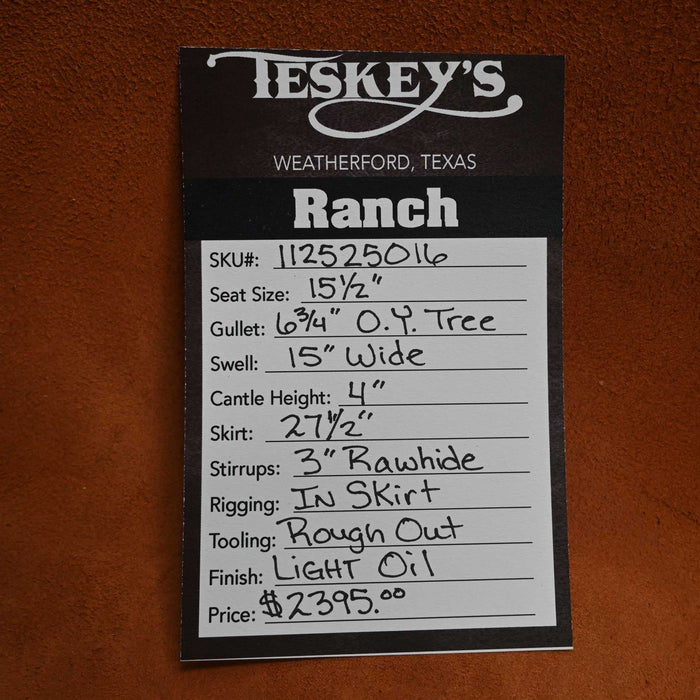 TESKEY'S
WEATHERFORD, TEXAS
Ranch
SKU#: 112525016
Seat Size: 15½"
Gullet: 6¾" O.Y. Tree
Swell: 15" Wide
Cantle Height: 4"
Skirt: 27½"
Stirrups: 3" Rawhide
Rigging: IN SKirt
Tooling: Rough Out
Finish: LIGHT Oil
Price: $2395.00